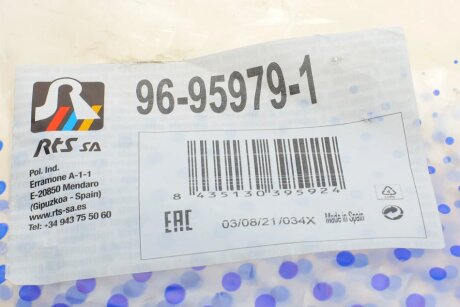 96-95979-1
RTS SA
Pol. Ind.
Erramone A-1-1
E-20850 Mendaro
(Gipuzkoa - Spain)
www.rts-sa.es
Tel: +34 943 75 50 60
8 435130 395924
EAC
03/08/21/034X
Made in Spain